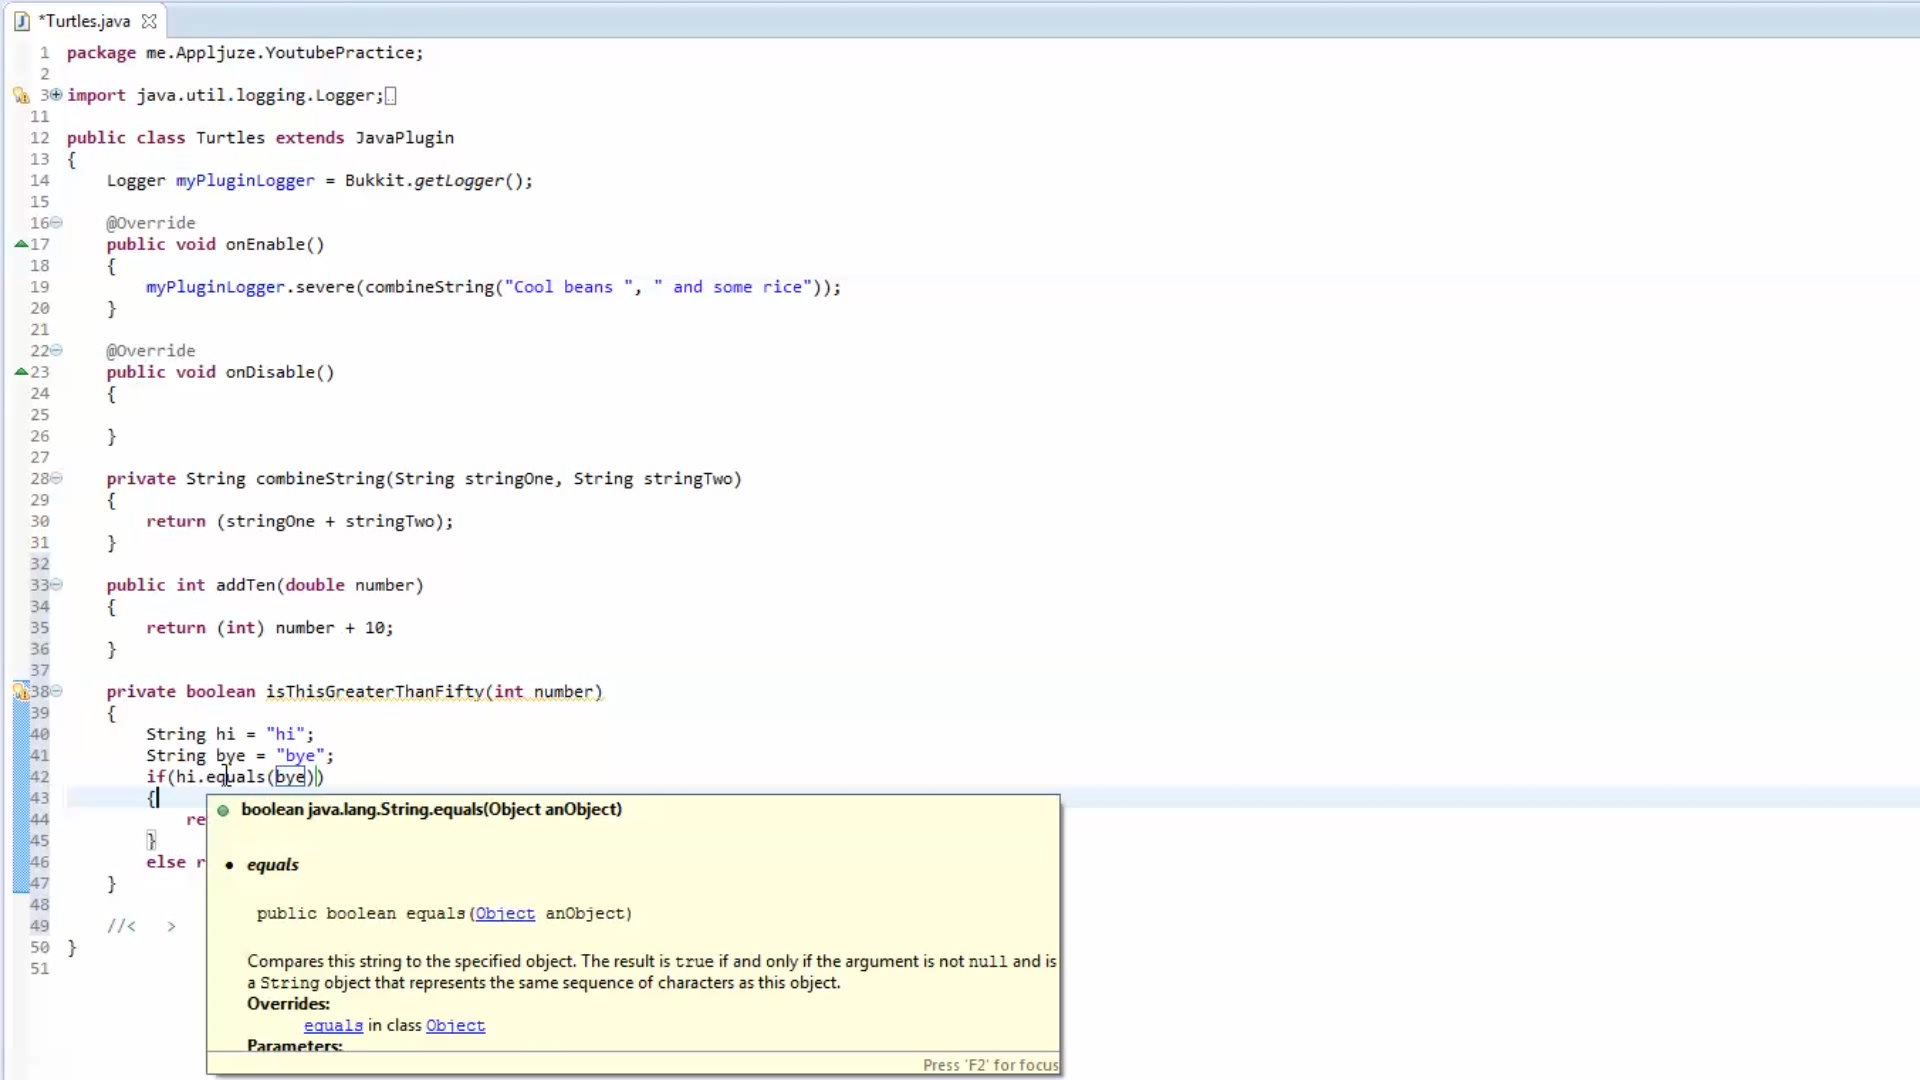 *Turtles.java
1 package me.Appljuze.YoutubePractice;
2
3 import java.util.logging.Logger;
11
12 public class Turtles extends JavaPlugin
13 {
14 Logger myPluginLogger = Bukkit.getLogger();
15
16 @Override
17 public void onEnable()
18 {
19 myPluginLogger.severe(combineString("Cool beans ", " and some rice"));
20 }
21
22 @Override
23 public void onDisable()
24 {
25
26 }
27
28 private String combineString(String stringOne, String stringTwo)
29 {
30 return (stringOne + stringTwo);
31 }
32
33 public int addTen(double number)
34 {
35 return (int) number + 10;
36 }
37
38 private boolean isThisGreaterThanFifty(int number)
39 {
40 String hi = "hi";
41 String bye = "bye";
42 if(hi.equals(bye))
43 {
44 re
45 }
46 else r
47 }
48
49 //< >
50 }
51
boolean java.lang.String.equals(Object anObject)
• equals
public boolean equals(Object anObject)
Compares this string to the specified object. The result is true if and only if the argument is not null and is
a String object that represents the same sequence of characters as this object.
Overrides:
equals in class Object
Parameters:
Press 'F2' for focus